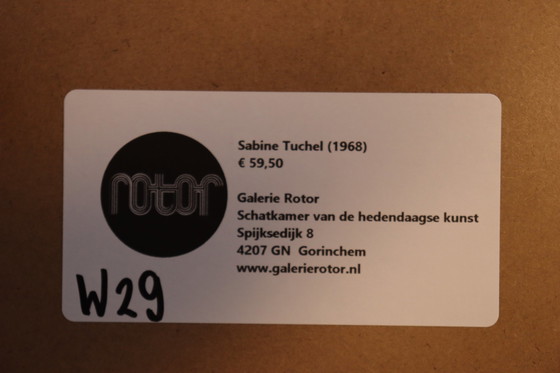 rotor
Sabine Tuchel (1968)
€ 59,50
Galerie Rotor
Schatkamer van de hedendaagse kunst
Spijksedijk 8
4207 GN Gorinchem
www.galerierotor.nl
W29